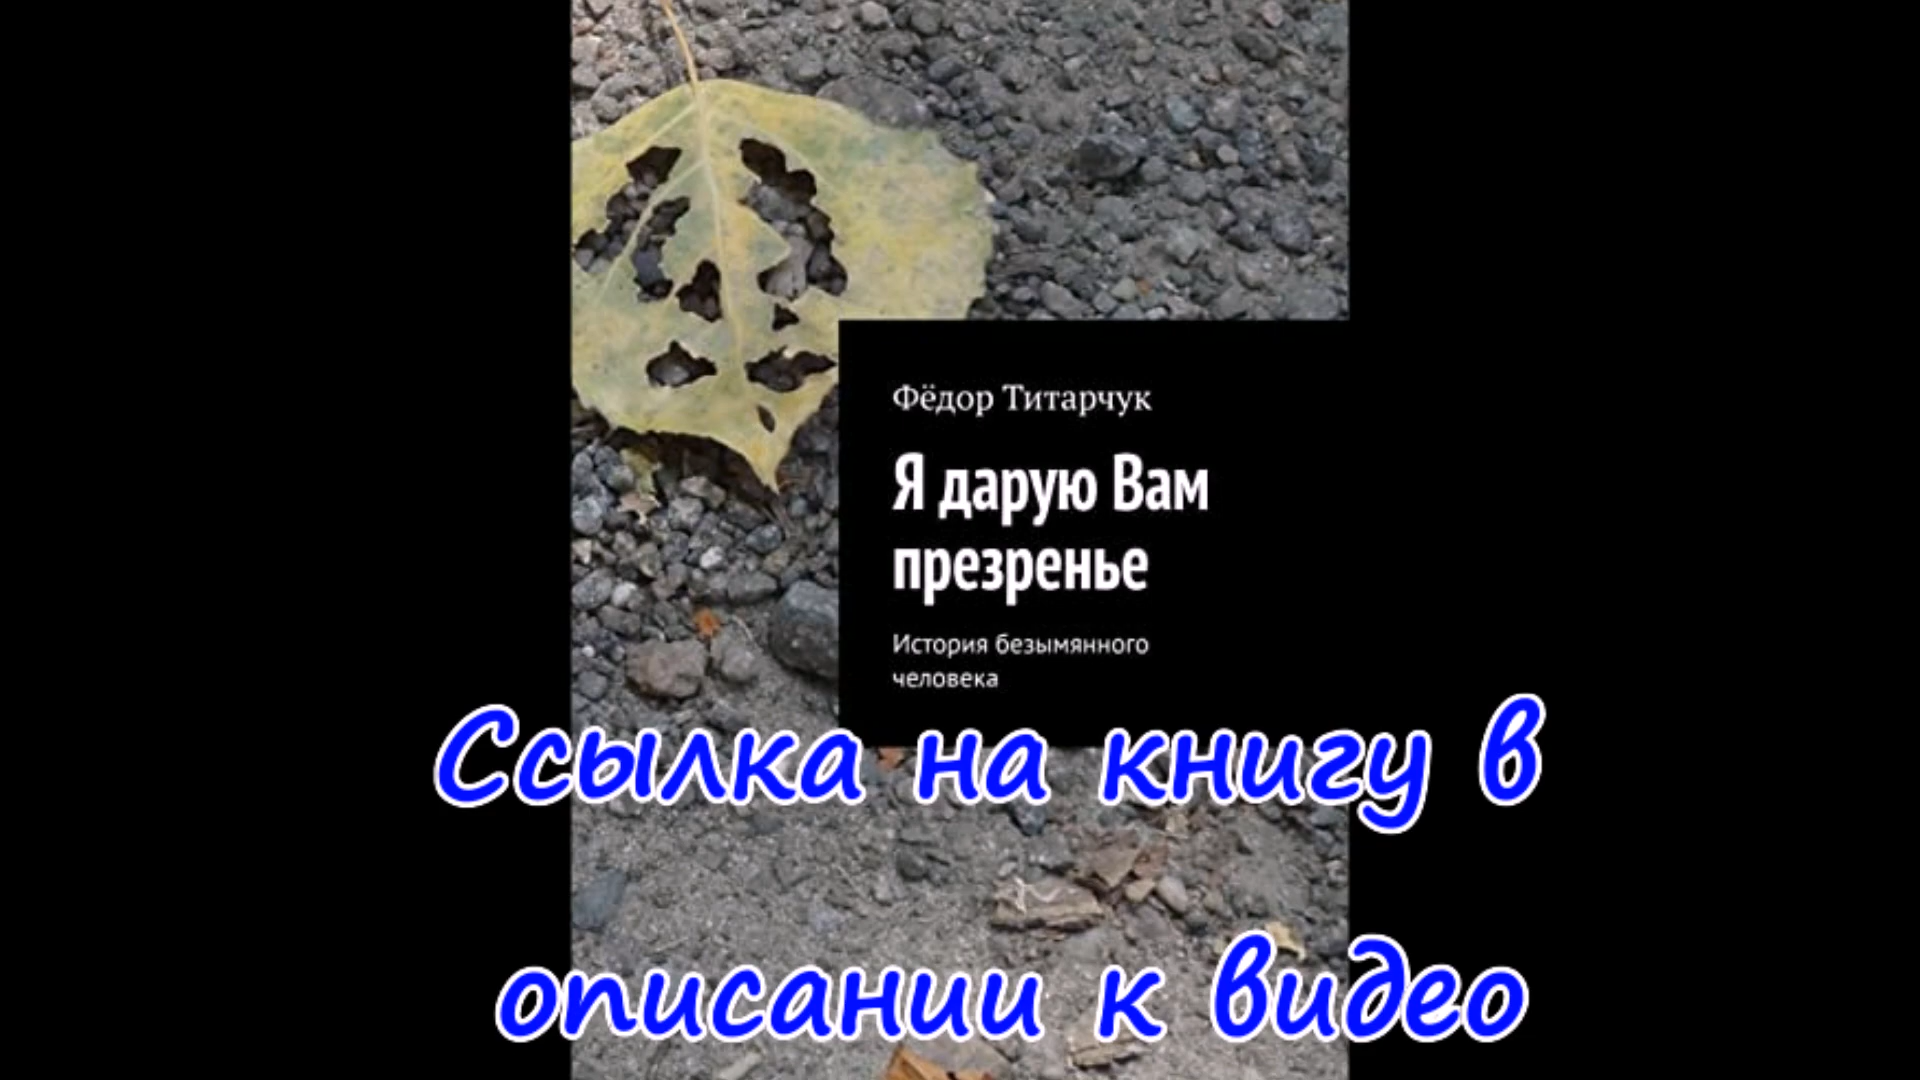 Фёдор Титарчук
Я дарую Вам
презренье
История безымянного
человека
Ссылка на книгу в
описании к видео